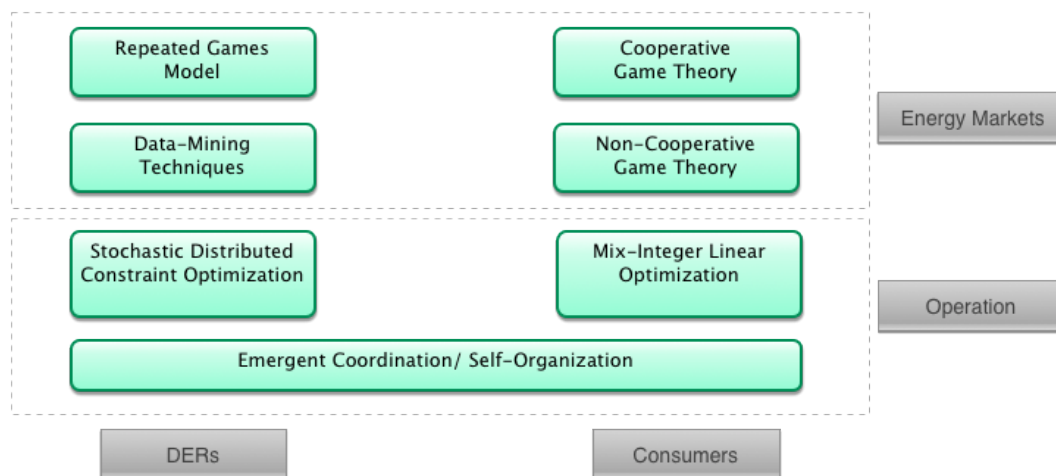 Repeated Games
Model
Cooperative
Game Theory
Energy Markets
Data-Mining
Techniques
Non-Cooperative
Game Theory
Stochastic Distributed
Constraint Optimization
Mix-Integer Linear
Optimization
Operation
Emergent Coordination/ Self-Organization
DERs
Consumers